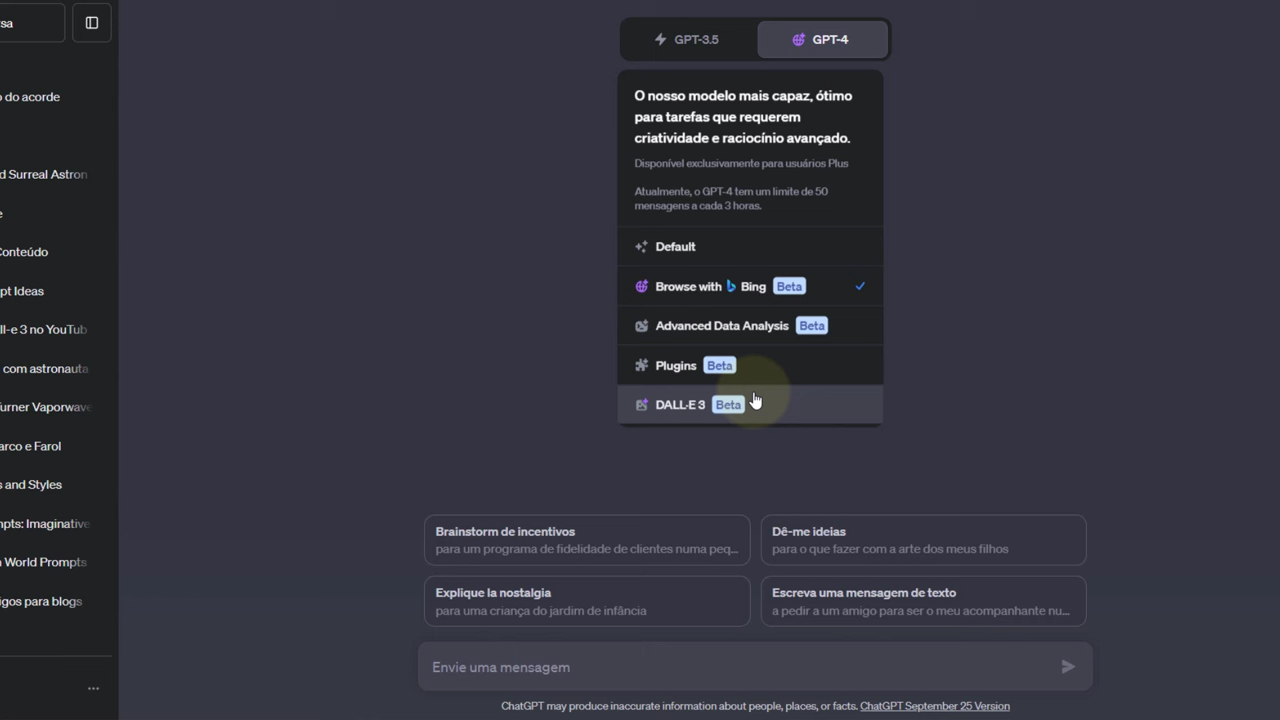 sa
GPT-3.5
GPT-4
o do acorde
d Surreal Astron
e
Conteúdo
pt Ideas
ll-e 3 no YouTub
com astronauta
Turner Vaporwave
arco e Farol
s and Styles
npts: Imaginative
n World Prompts
igos para blogs
O nosso modelo mais capaz, ótimo
para tarefas que requerem
criatividade e raciocínio avançado.
Disponível exclusivamente para usuários Plus
Atualmente, o GPT-4 tem um limite de 50
mensagens a cada 3 horas.
Default
Browse with Bing Beta
Advanced Data Analysis Beta
Plugins Beta
DALL·E 3 Beta
Brainstorm de incentivos
para um programa de fidelidade de clientes numa peq...
Dê-me ideias
para o que fazer com a arte dos meus filhos
Explique la nostalgia
para uma criança do jardim de infância
Escreva uma mensagem de texto
a pedir a um amigo para ser o meu acompanhante nu...
Envie uma mensagem
ChatGPT may produce inaccurate information about people, places, or facts. ChatGPT September 25 Version